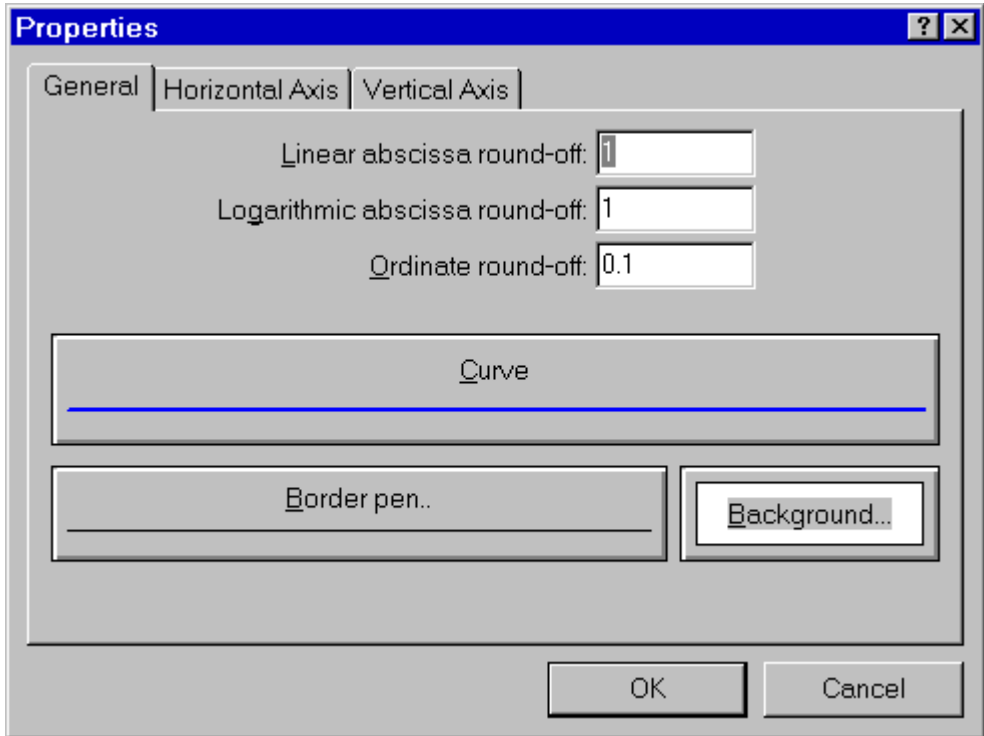 Properties
General Horizontal Axis Vertical Axis
Linear abscissa round-off: 1
Logarithmic abscissa round-off: 1
Ordinate round-off: 0.1
Curve
Border pen.. Background...
OK Cancel